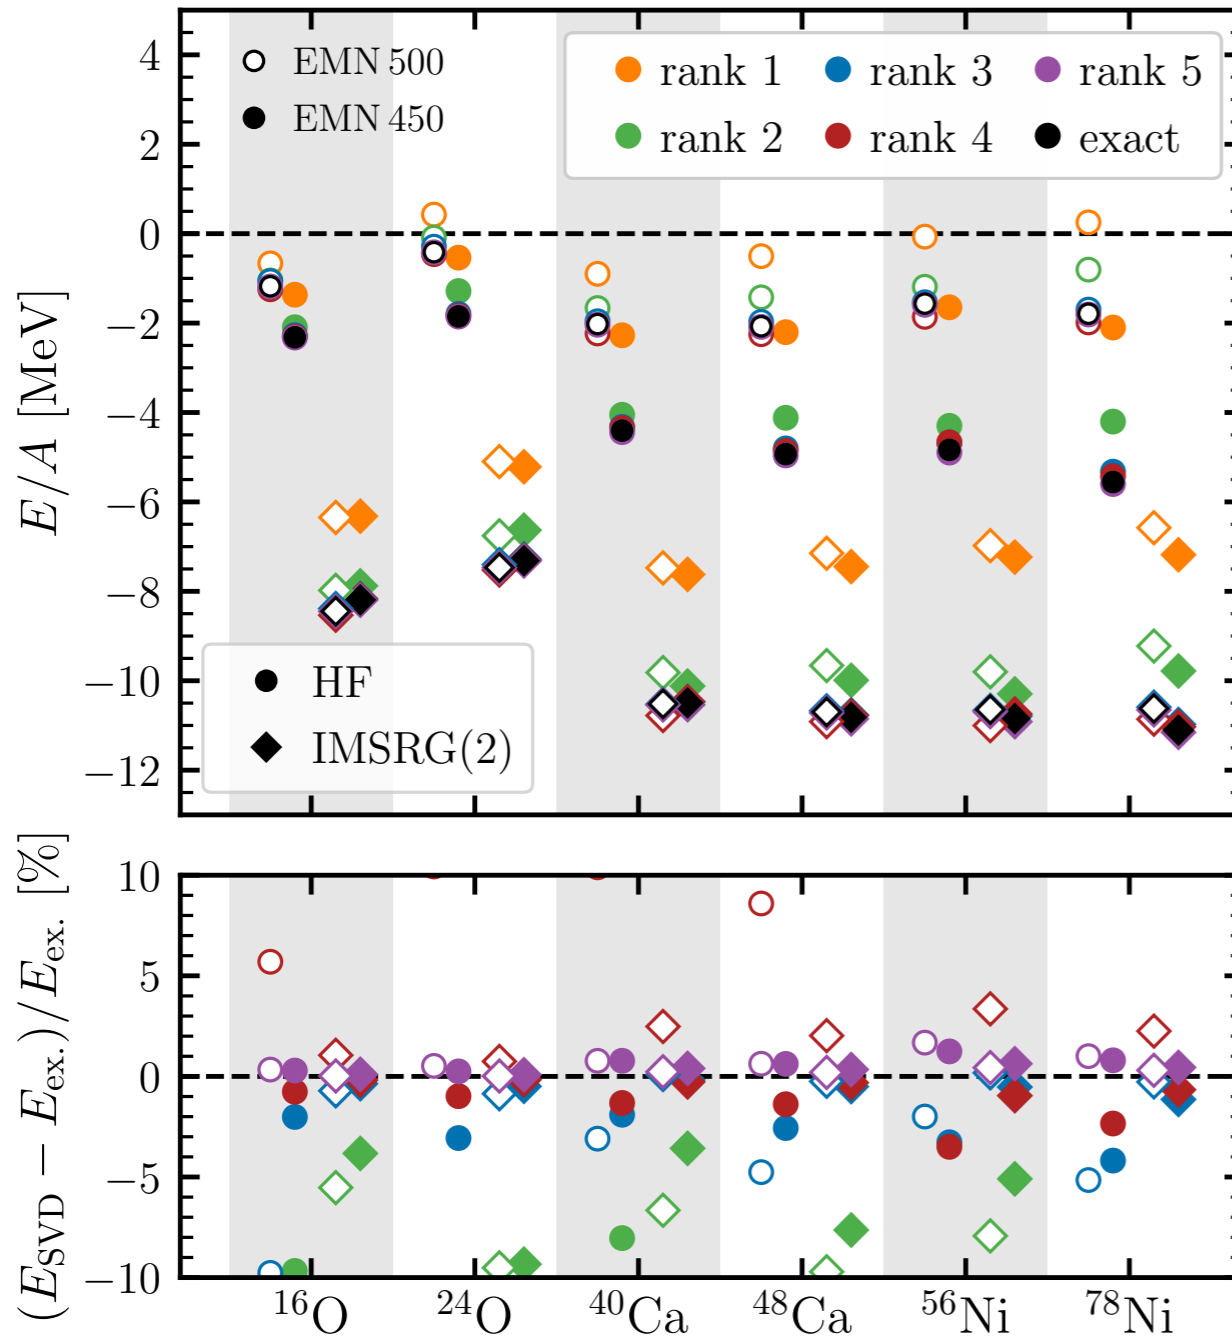 EMN 500
EMN 450
rank 1 rank 3 rank 5
rank 2 rank 4 exact
4
2
0
−2
−4
−6
−8
−10
−12
E/A [MeV]
HF
IMSRG(2)
10
5
0
−5
−10
(E_SVD − E_ex.)/E_ex. [%]
¹⁶O ²⁴O ⁴⁰Ca ⁴⁸Ca ⁵⁶Ni ⁷⁸Ni